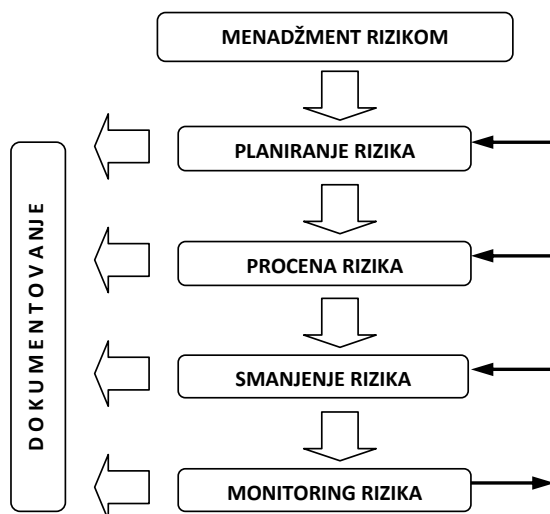 MENADŽMENT RIZIKOM
PLANIRANJE RIZIKA
PROCENA RIZIKA
SMANJENJE RIZIKA
MONITORING RIZIKA
DOKUMENTOVANJE